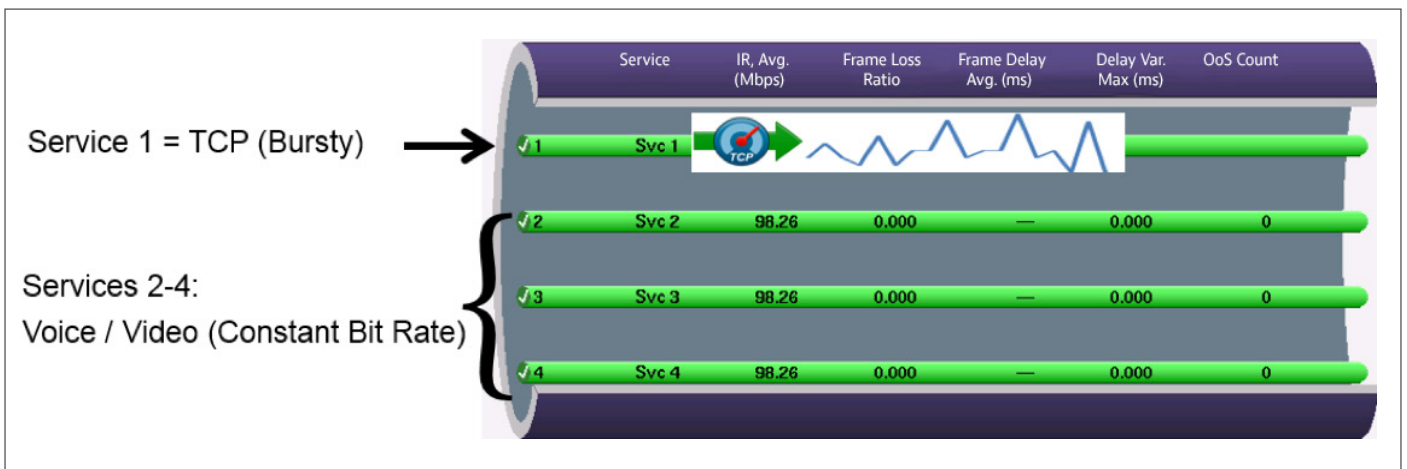 Service IR, Avg. (Mbps) Frame Loss Ratio Frame Delay Avg. (ms) Delay Var. Max (ms) OoS Count
Service 1 = TCP (Bursty)
1 Svc 1 TCP
2 Svc 2 98.26 0.000 — 0.000 0
Services 2-4:
3 Svc 3 98.26 0.000 — 0.000 0
Voice / Video (Constant Bit Rate)
4 Svc 4 98.26 0.000 — 0.000 0